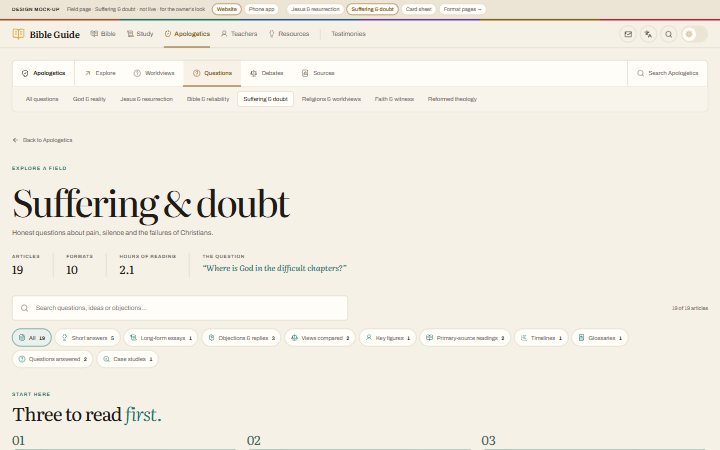 DESIGN MOCK-UP Field page · Suffering & doubt · not live · for the owner's look Website Phone app Jesus & resurrection Suffering & doubt Card sheet Format pages →
Bible Guide Bible Study Apologetics Teachers Resources Testimonies
Apologetics Explore Worldviews Questions Debates Sources Search Apologetics
All questions God & reality Jesus & resurrection Bible & reliability Suffering & doubt Religions & worldviews Faith & witness Reformed theology
← Back to Apologetics
EXPLORE A FIELD
Suffering & doubt
Honest questions about pain, silence and the failures of Christians.
ARTICLES FORMATS HOURS OF READING THE QUESTION
19 10 2.1 “Where is God in the difficult chapters?”
Search questions, ideas or objections... 19 of 19 articles
All 19 Short answers 5 Long-form essays 1 Objections & replies 3 Views compared 2 Key figures 1 Primary-source readings 2 Timelines 1 Glossaries 1
Questions answered 2 Case studies 1
START HERE
Three to read first.
01 02 03